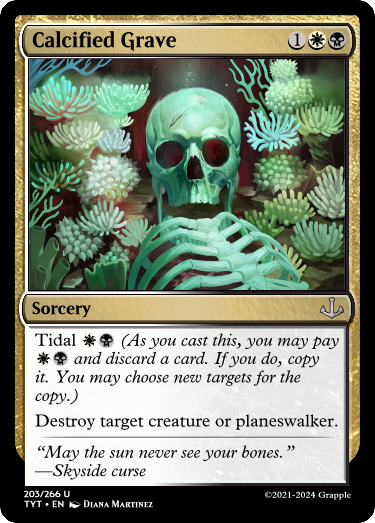 Calcified Grave 1
Sorcery
Tidal (As you cast this, you may pay
and discard a card. If you do, copy
it. You may choose new targets for the
copy.)
Destroy target creature or planeswalker.
“May the sun never see your bones.”
—Skyside curse
203/266 U
TYT • EN Diana Martinez
©2021-2024 Grapple